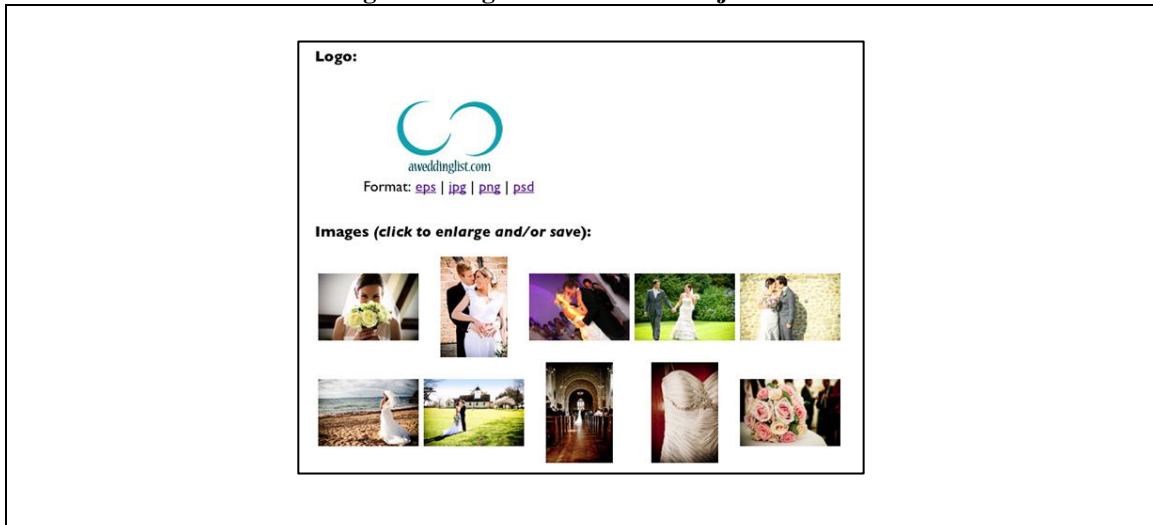 Logo:
aweddinglist.com
Format: eps | jpg | png | psd
Images (click to enlarge and/or save):